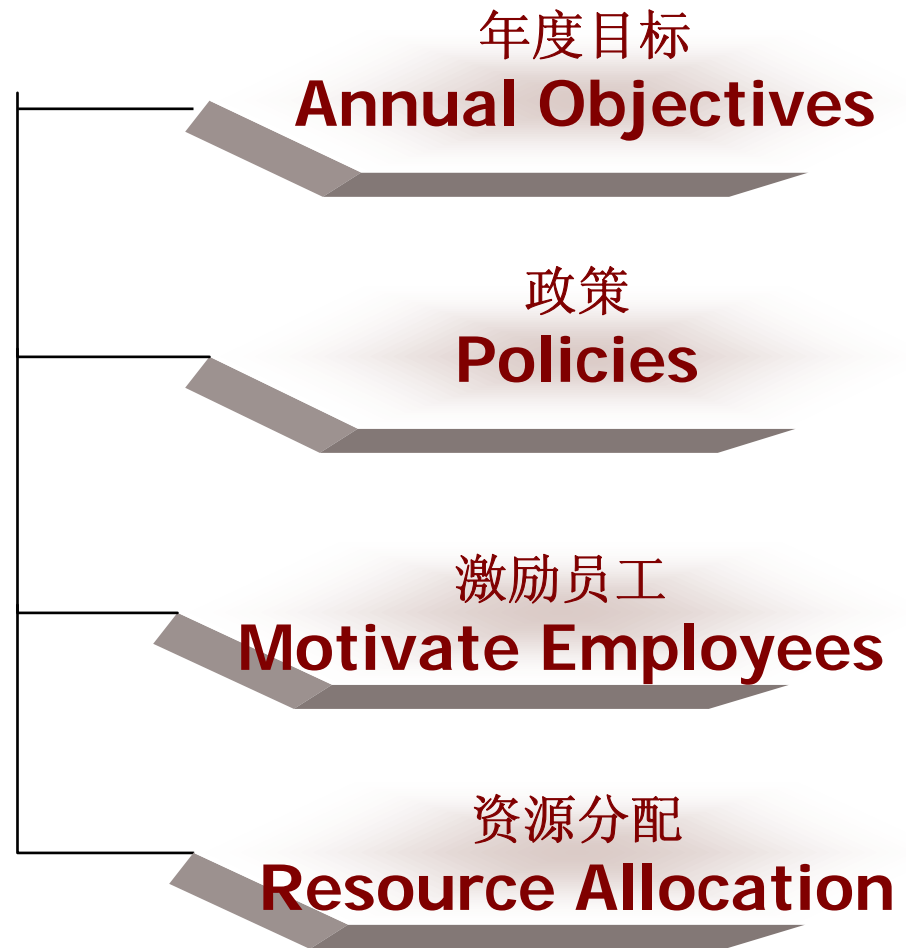 年度目标
Annual Objectives
政策
Policies
激励员工
Motivate Employees
资源分配
Resource Allocation